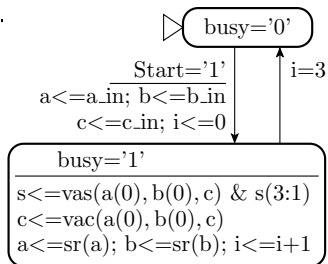 busy='0'
Start='1'
i=3
a<=a_in; b<=b_in
c<=c_in; i<=0
busy='1'
s<=vas(a(0),b(0),c) & s(3:1)
c<=vac(a(0),b(0),c)
a<=sr(a); b<=sr(b); i<=i+1